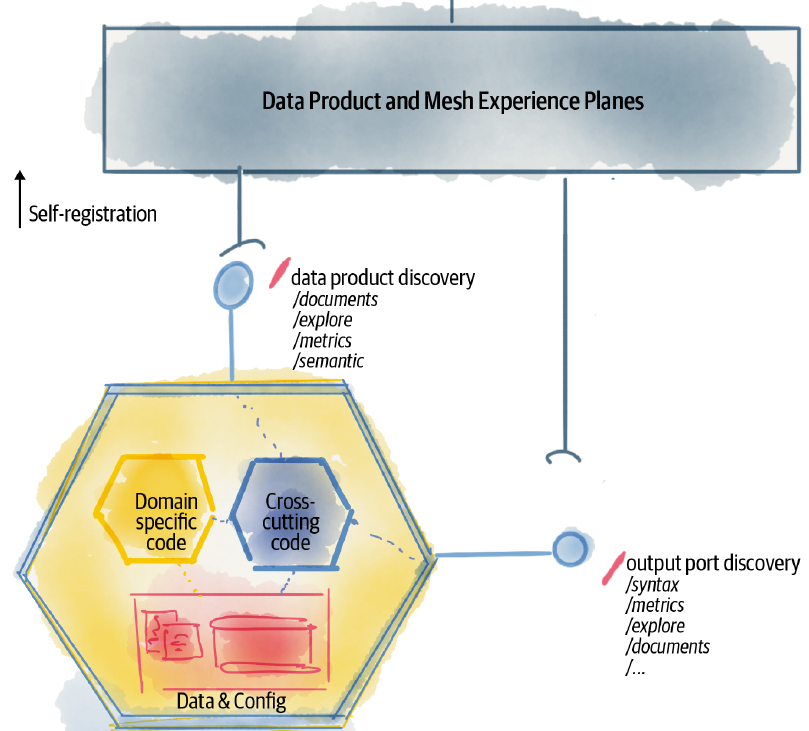 Data Product and Mesh Experience Planes
Self-registration
data product discovery
/documents
/explore
/metrics
/semantic
Domain
specific
code
Cross-
cutting
code
output port discovery
/syntax
/metrics
/explore
/documents
/...
Data & Config